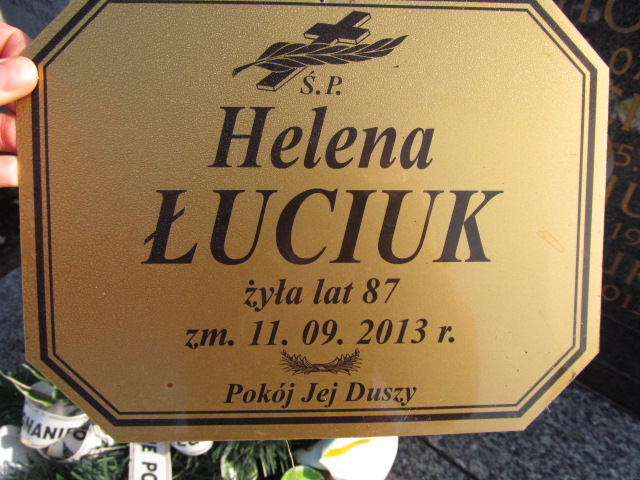 Ś.P.
Helena
ŁUCIUK
żyła lat 87
zm. 11. 09. 2013 r.
Pokój Jej Duszy